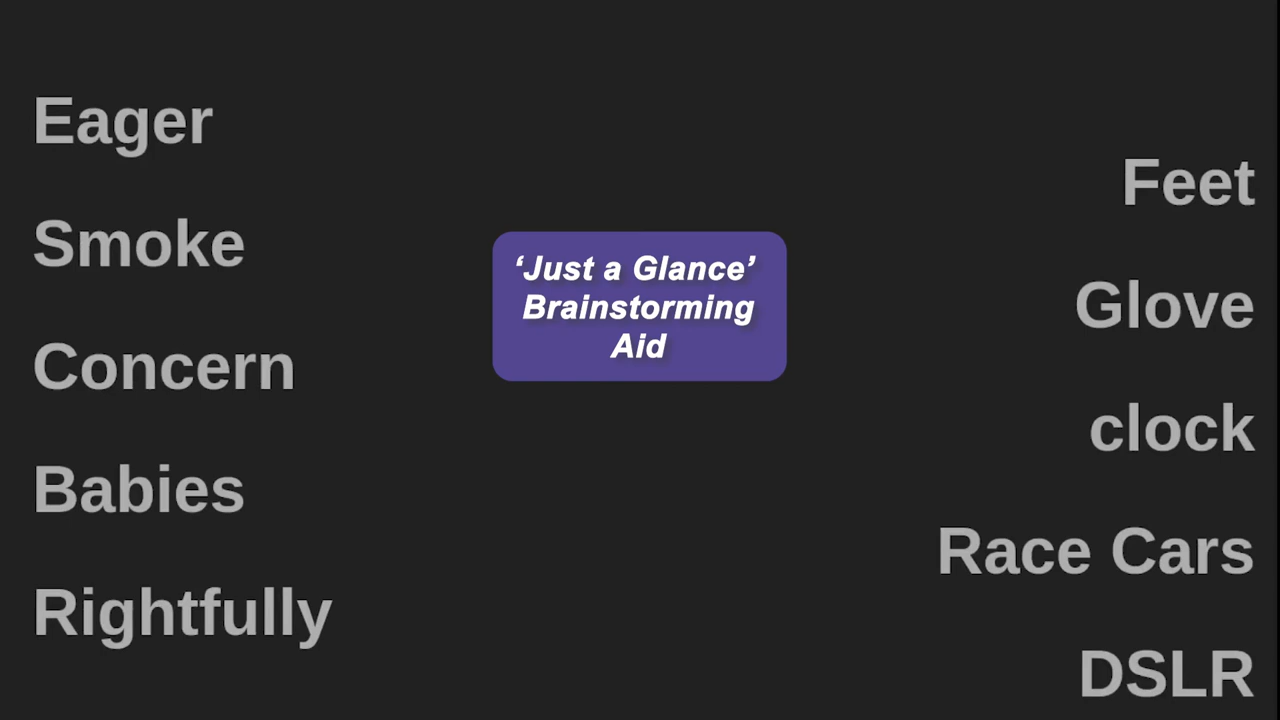 Eager
Smoke
Concern
Babies
Rightfully
‘Just a Glance’
Brainstorming
Aid
Feet
Glove
clock
Race Cars
DSLR